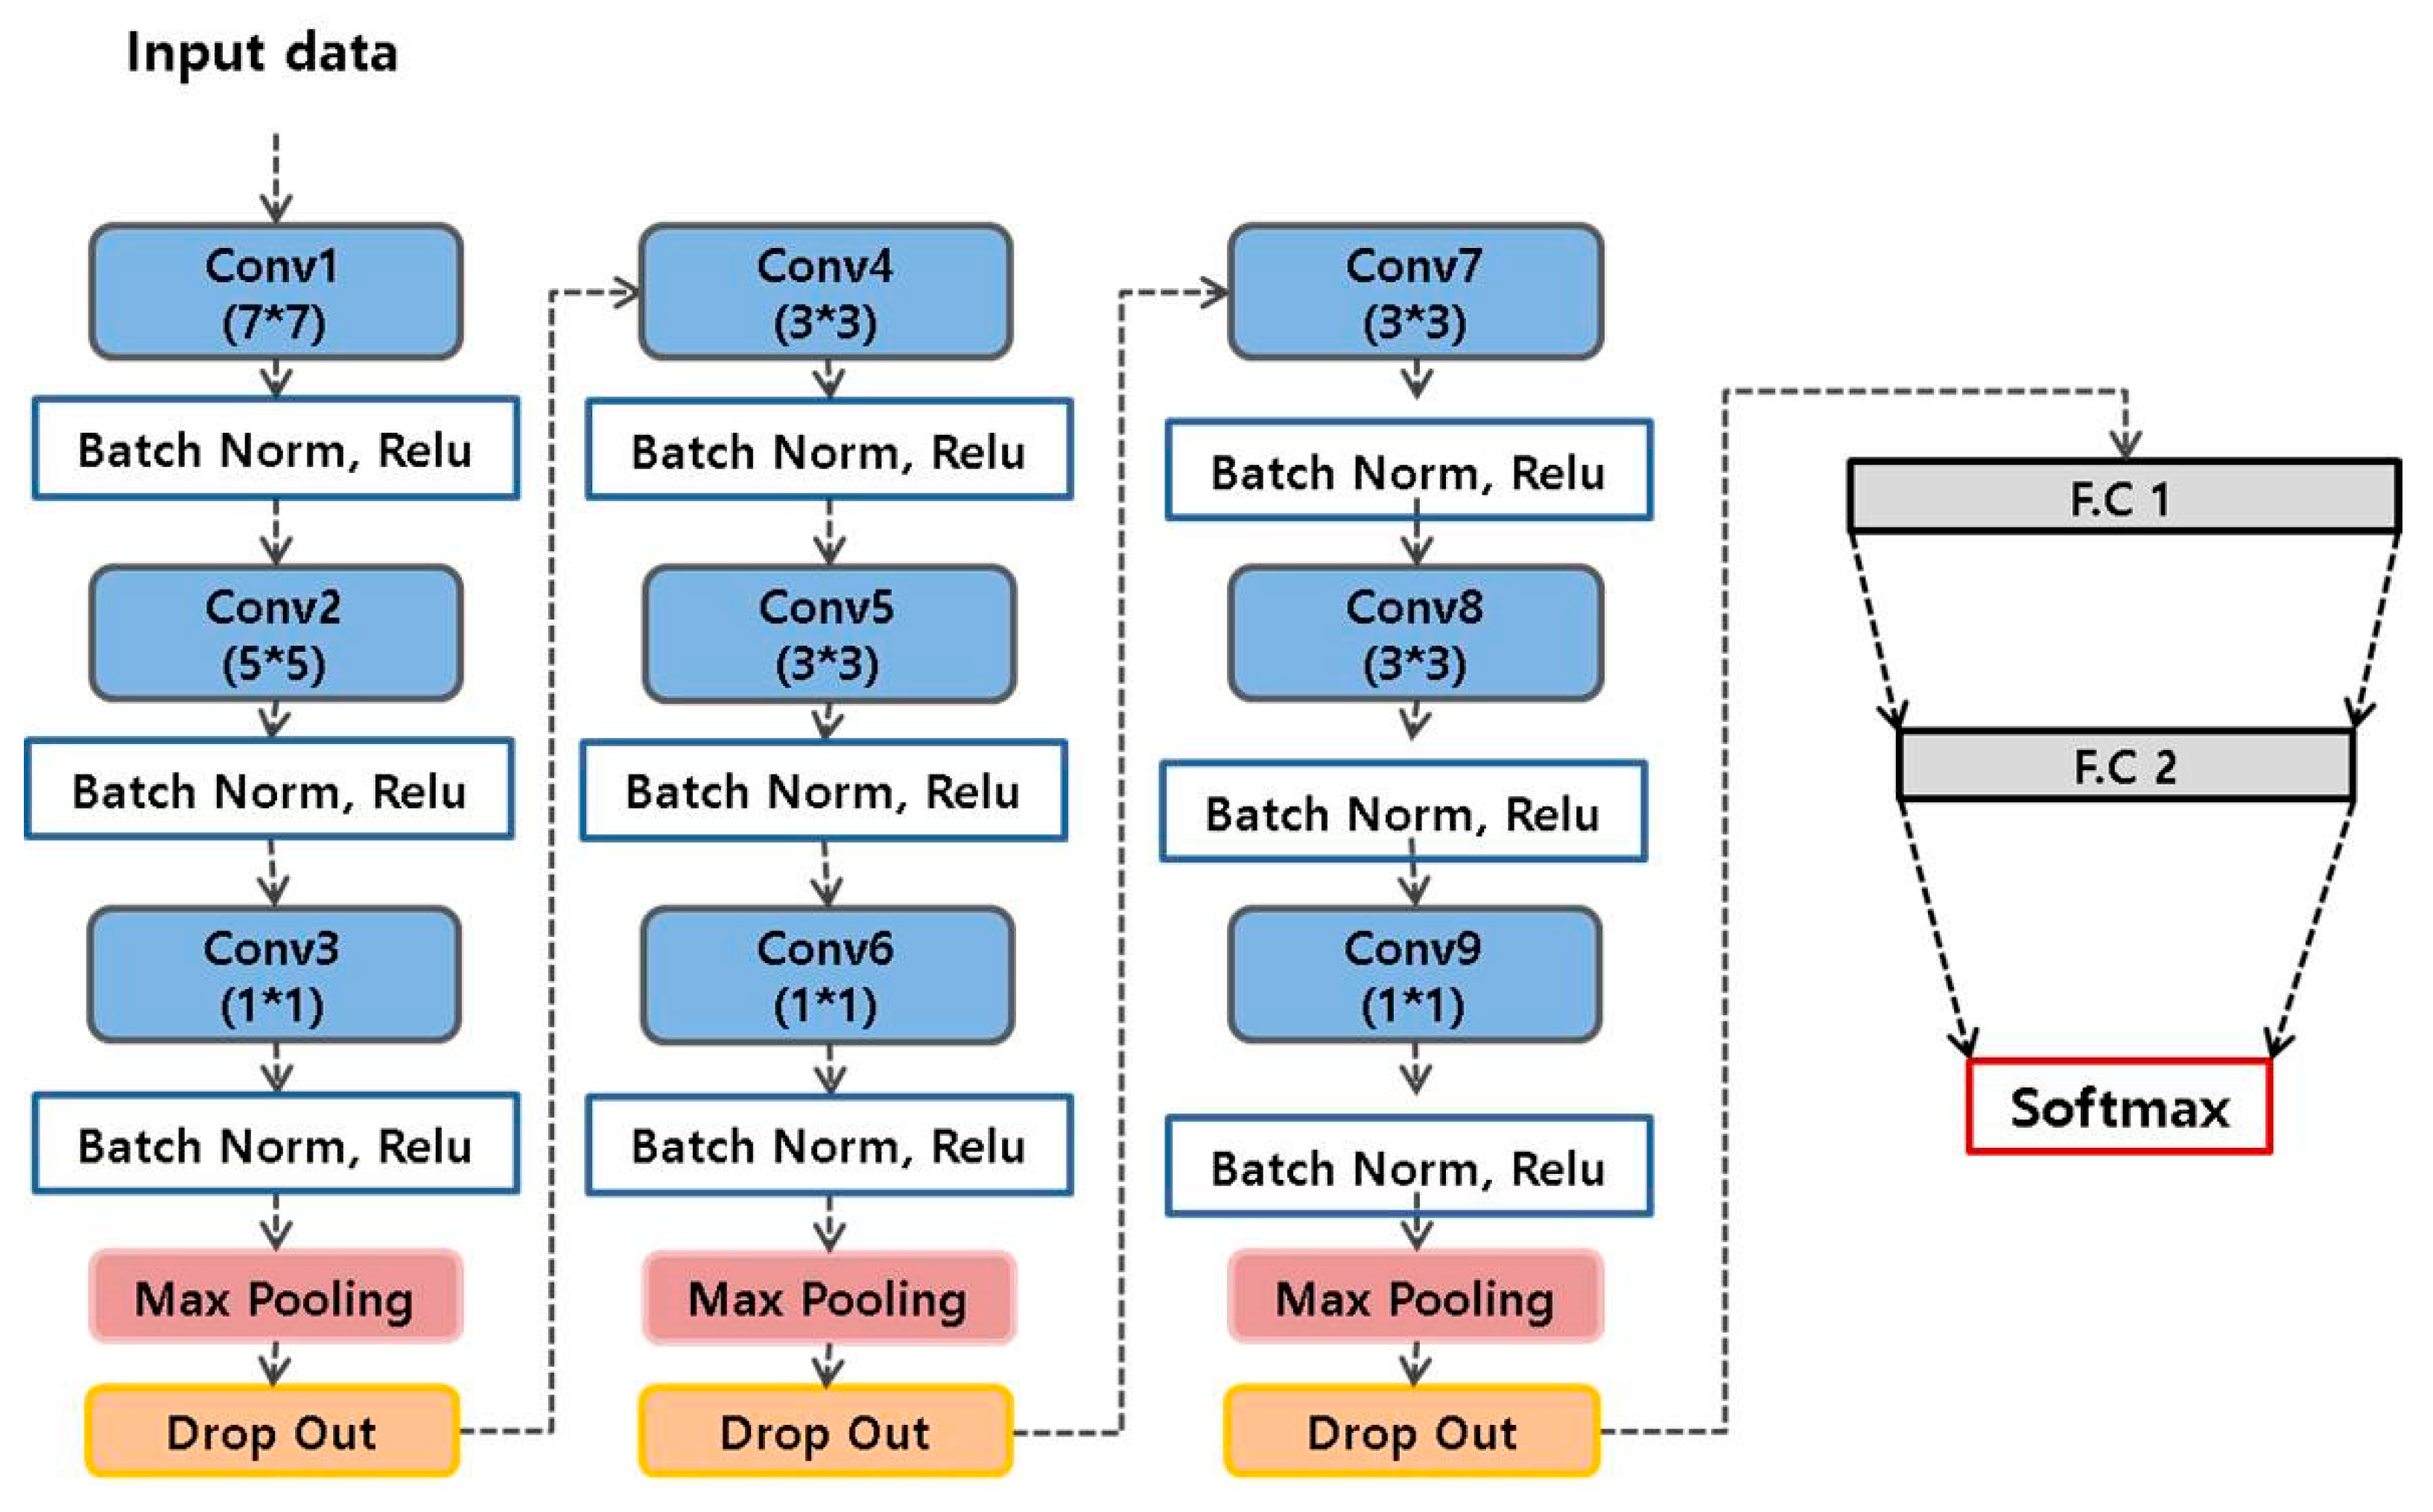 Input data
Conv1
(7*7)
Batch Norm, Relu
Conv2
(5*5)
Batch Norm, Relu
Conv3
(1*1)
Batch Norm, Relu
Max Pooling
Drop Out
Conv4
(3*3)
Batch Norm, Relu
Conv5
(3*3)
Batch Norm, Relu
Conv6
(1*1)
Batch Norm, Relu
Max Pooling
Drop Out
Conv7
(3*3)
Batch Norm, Relu
Conv8
(3*3)
Batch Norm, Relu
Conv9
(1*1)
Batch Norm, Relu
Max Pooling
Drop Out
F.C 1
F.C 2
Softmax